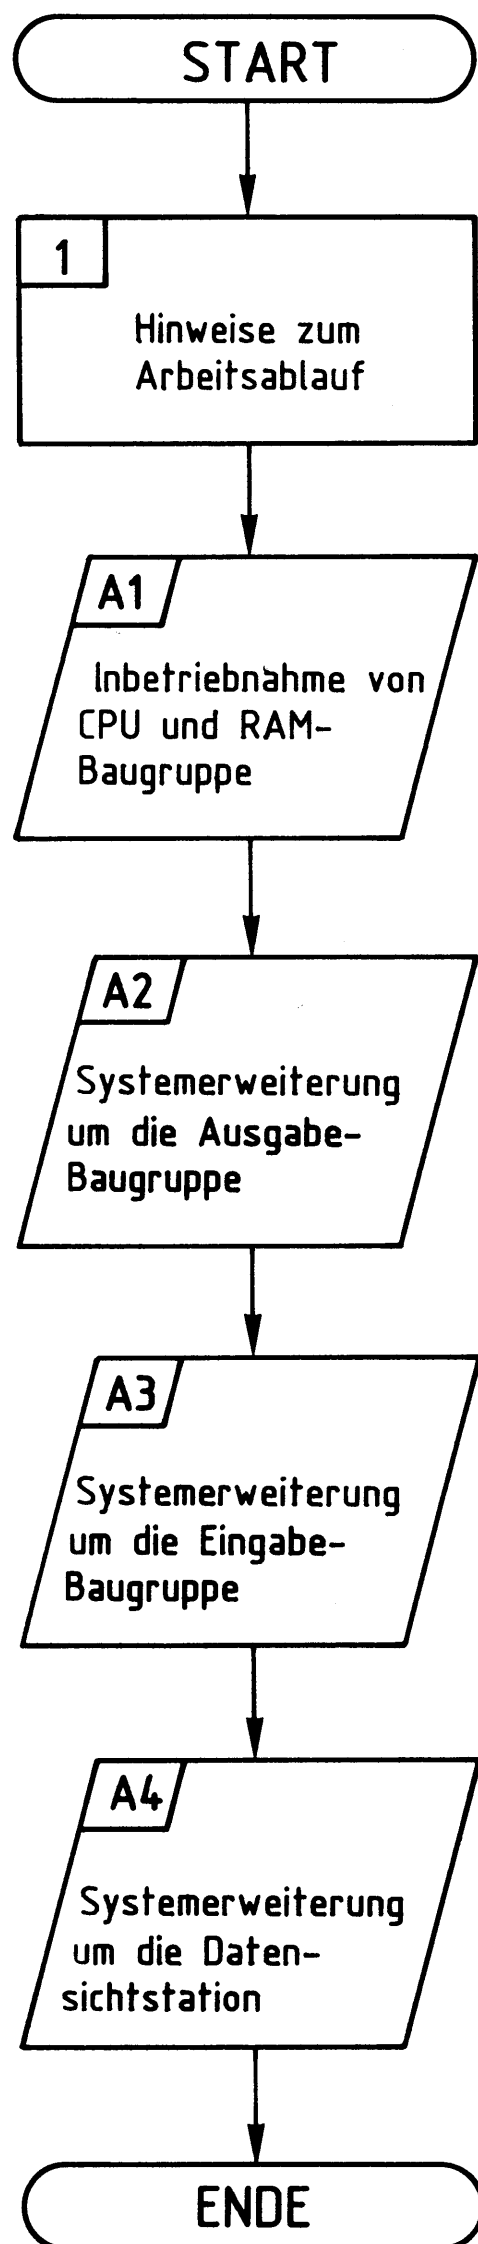 START
1
Hinweise zum
Arbeitsablauf
A1
Inbetriebnahme von
CPU und RAM-
Baugruppe
A2
Systemerweiterung
um die Ausgabe-
Baugruppe
A3
Systemerweiterung
um die Eingabe-
Baugruppe
A4
Systemerweiterung
um die Daten-
sichtstation
ENDE